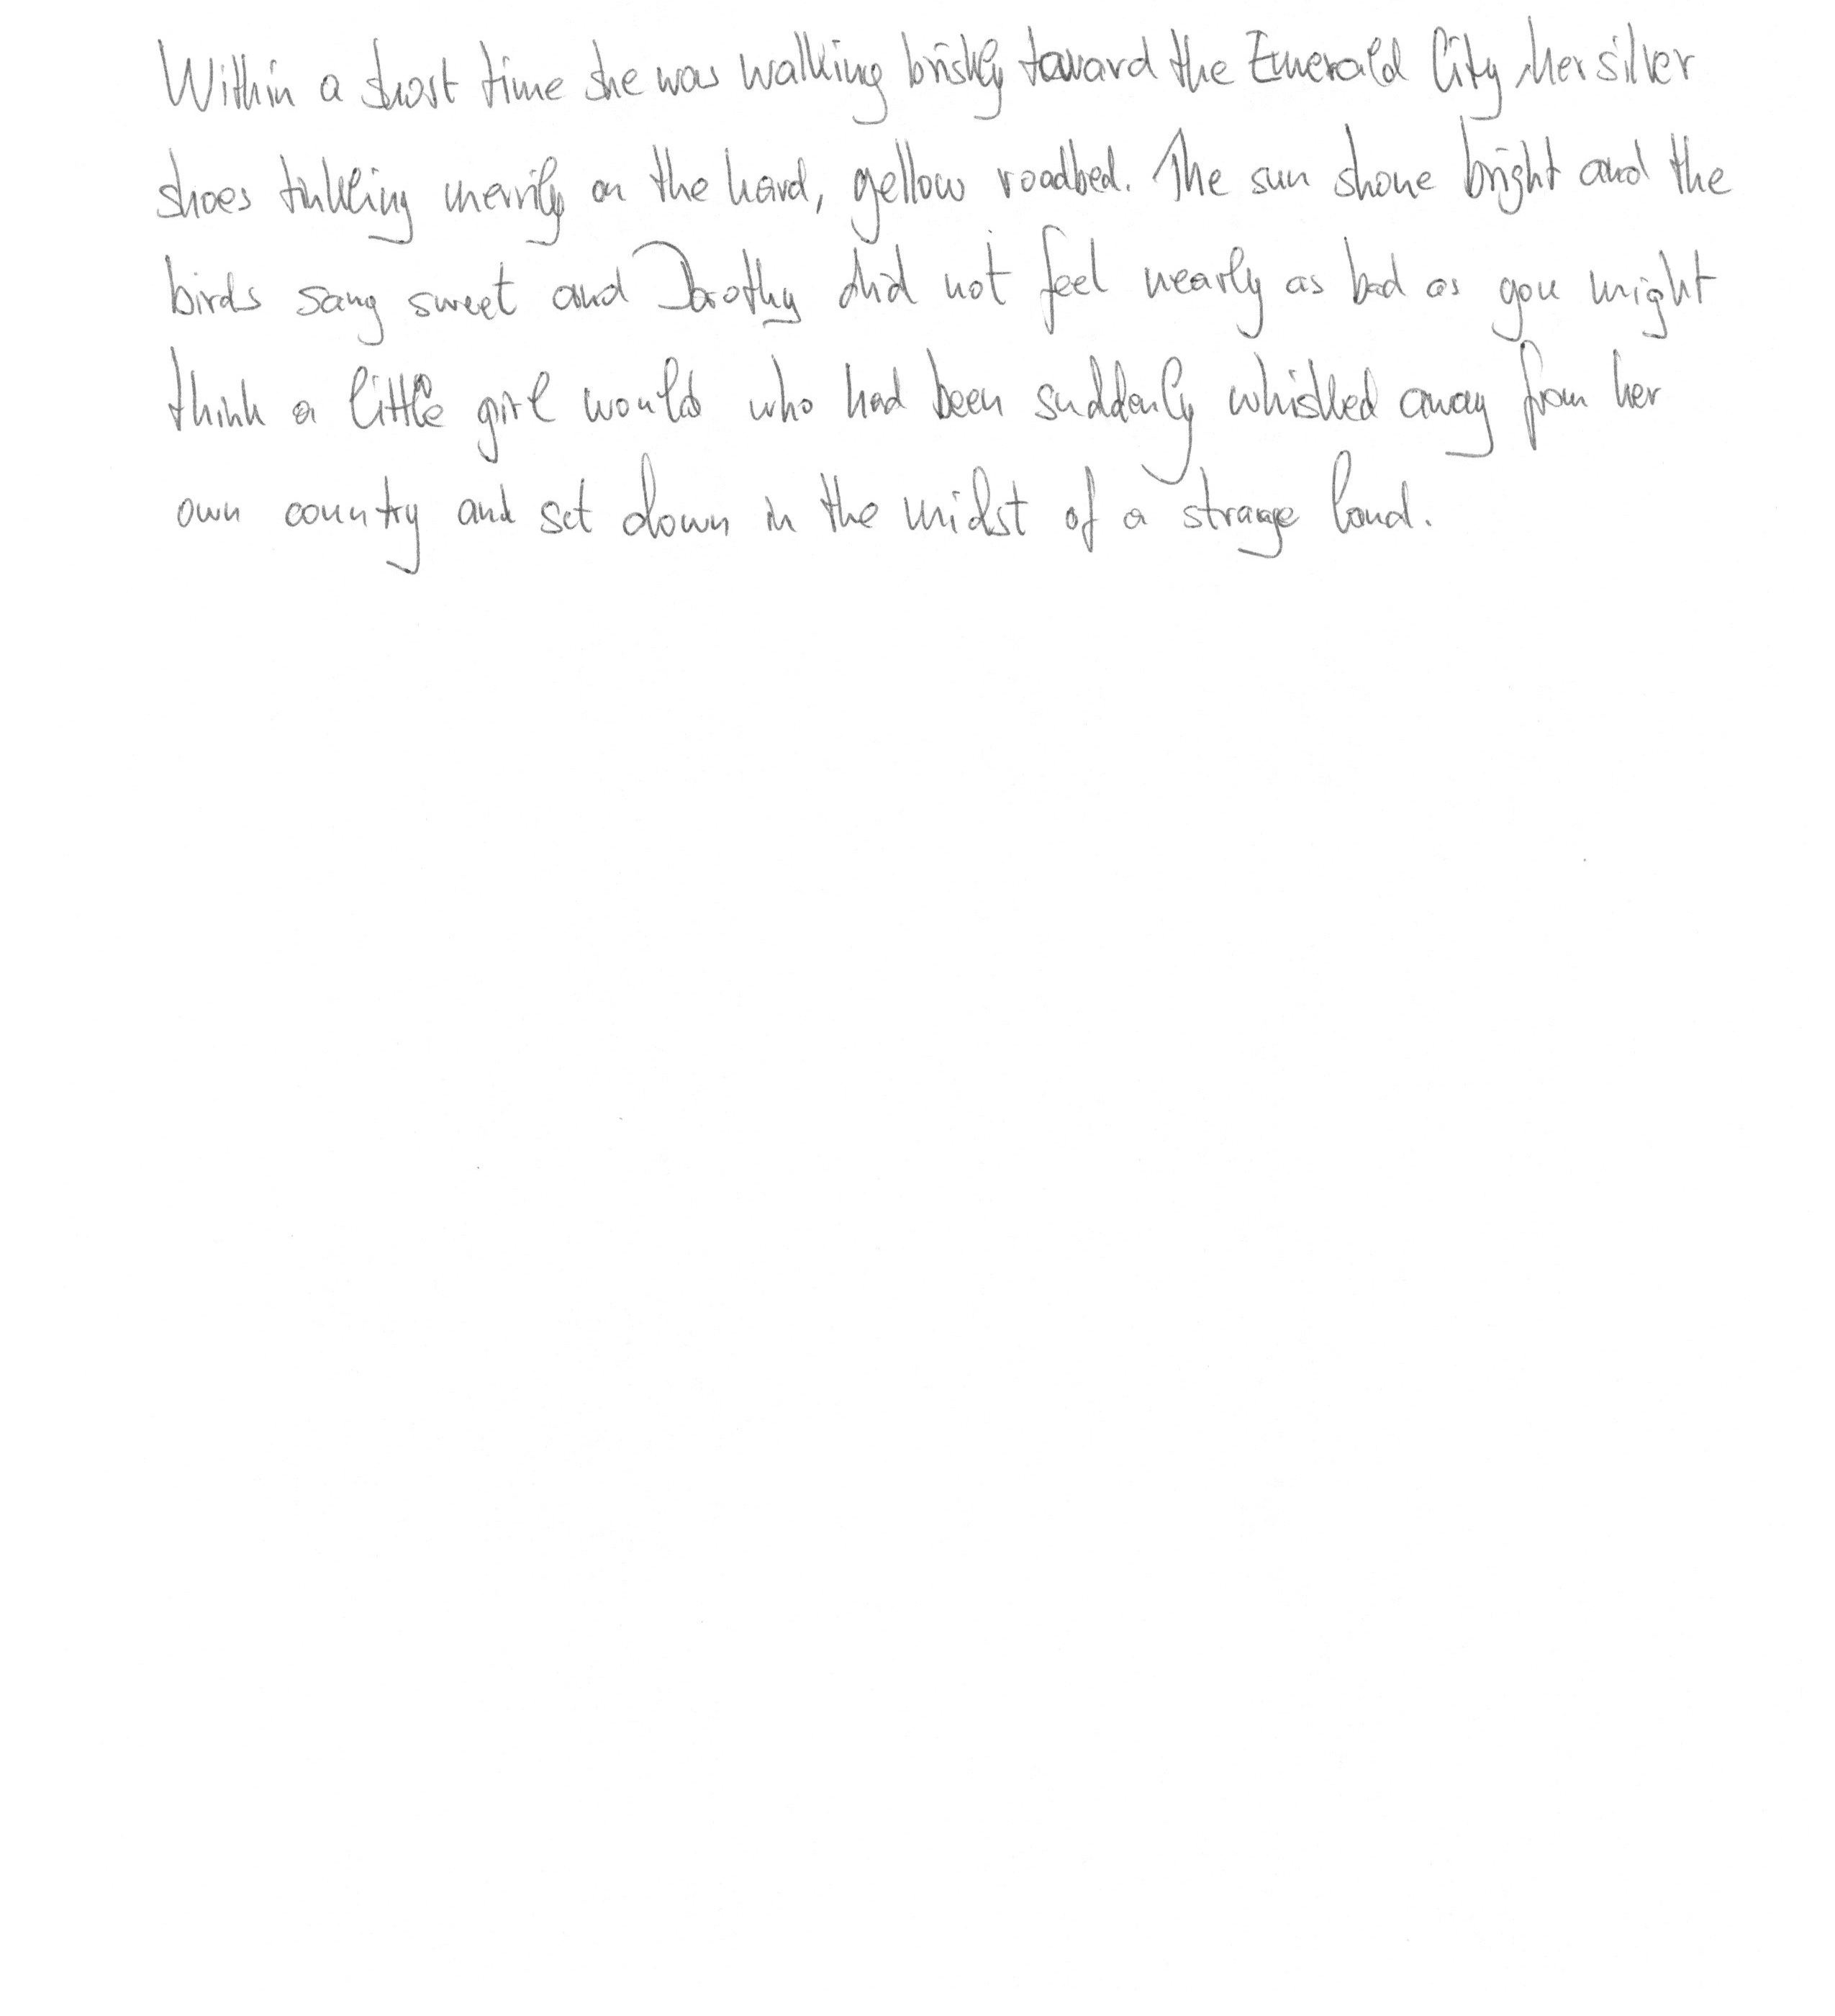 Within a short time she was walking briskly toward the Emerald City, her silver
shoes tinkling merrily on the hard, yellow roadbed. The sun shone bright and the
birds sang sweet and Dorothy did not feel nearly as bad as you might
think a little girl would who had been suddenly whisked away from her
own country and set down in the midst of a strange land.